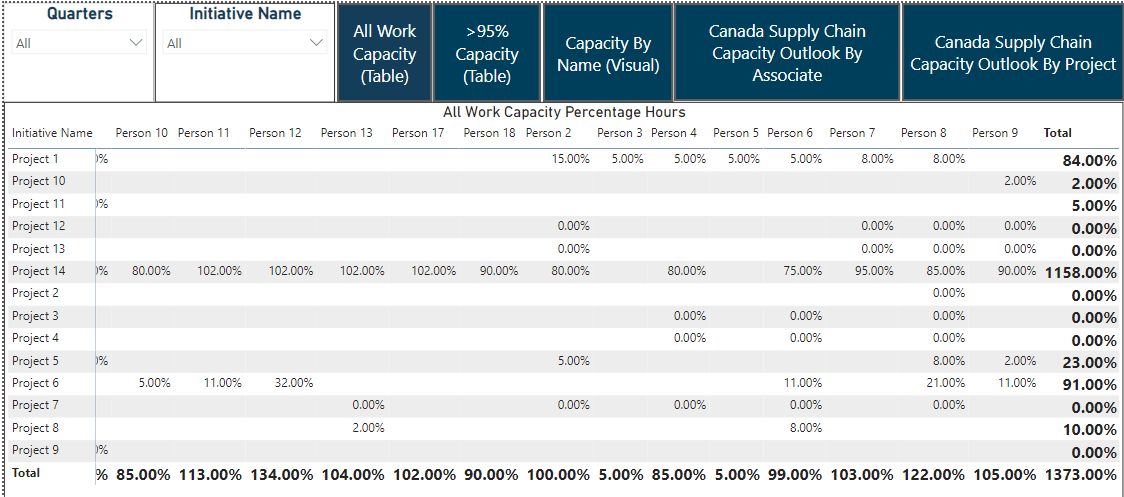 Quarters Initiative Name
All All
All Work Capacity (Table)
>95% Capacity (Table)
Capacity By Name (Visual)
Canada Supply Chain Capacity Outlook By Associate
Canada Supply Chain Capacity Outlook By Project
All Work Capacity Percentage Hours
Initiative Name Person 10 Person 11 Person 12 Person 13 Person 17 Person 18 Person 2 Person 3 Person 4 Person 5 Person 6 Person 7 Person 8 Person 9 Total
Project 1 )% 15.00% 5.00% 5.00% 5.00% 5.00% 8.00% 8.00% 84.00%
Project 10 2.00% 2.00%
Project 11 )% 5.00%
Project 12 0.00% 0.00% 0.00% 0.00% 0.00%
Project 13 0.00% 0.00% 0.00% 0.00% 0.00%
Project 14 )% 80.00% 102.00% 102.00% 102.00% 102.00% 90.00% 80.00% 80.00% 75.00% 95.00% 85.00% 90.00% 1158.00%
Project 2 0.00% 0.00%
Project 3 0.00% 0.00% 0.00% 0.00%
Project 4 0.00% 0.00% 0.00% 0.00%
Project 5 )% 5.00% 8.00% 2.00% 23.00%
Project 6 5.00% 11.00% 32.00% 11.00% 21.00% 11.00% 91.00%
Project 7 0.00% 0.00% 0.00% 0.00% 0.00% 0.00%
Project 8 2.00% 8.00% 10.00%
Project 9 )% 0.00%
Total % 85.00% 113.00% 134.00% 104.00% 102.00% 90.00% 100.00% 5.00% 85.00% 5.00% 99.00% 103.00% 122.00% 105.00% 1373.00%